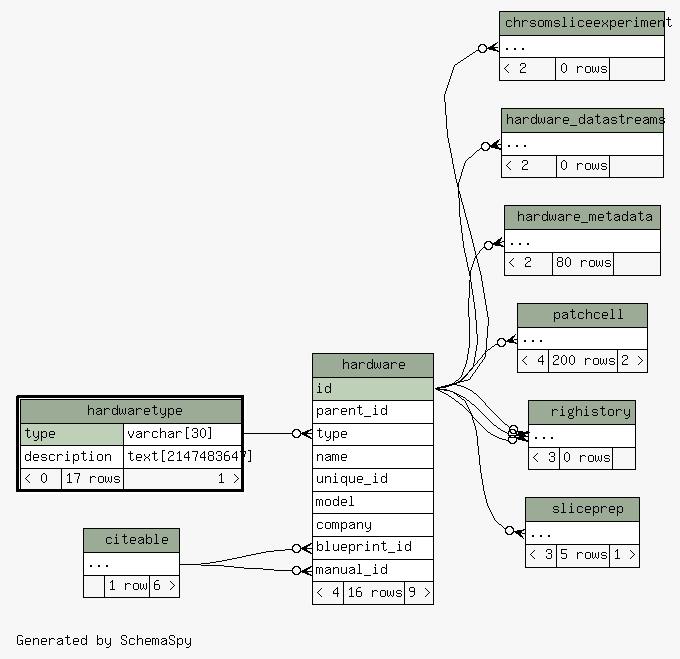 chrsomsliceexperiment
...
< 2 0 rows
hardware_datastreams
...
< 2 0 rows
hardware_metadata
...
< 2 80 rows
patchcell
...
< 4 200 rows 2 >
hardware
id
parent_id
type
name
unique_id
model
company
blueprint_id
manual_id
< 4 16 rows 9 >
hardwaretype
type varchar[30]
description text[2147483647]
< 0 17 rows 1 >
righistory
...
< 3 0 rows
sliceprep
...
< 3 5 rows 1 >
citeable
...
1 row 6 >
Generated by SchemaSpy